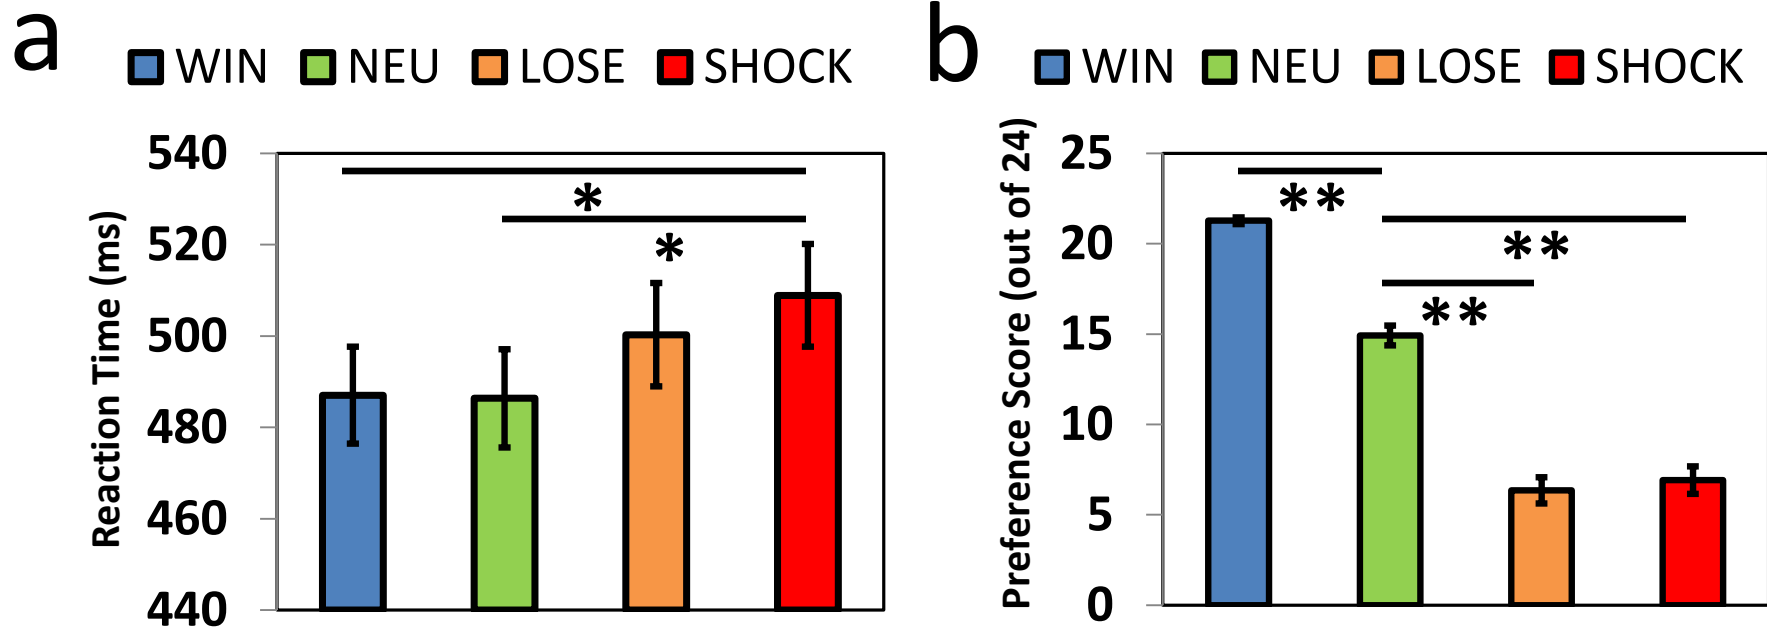 a
WIN NEU LOSE SHOCK
Reaction Time (ms)
540
520
500
480
460
440
*
*
b
WIN NEU LOSE SHOCK
Preference Score (out of 24)
25
20
15
10
5
0
**
**
**